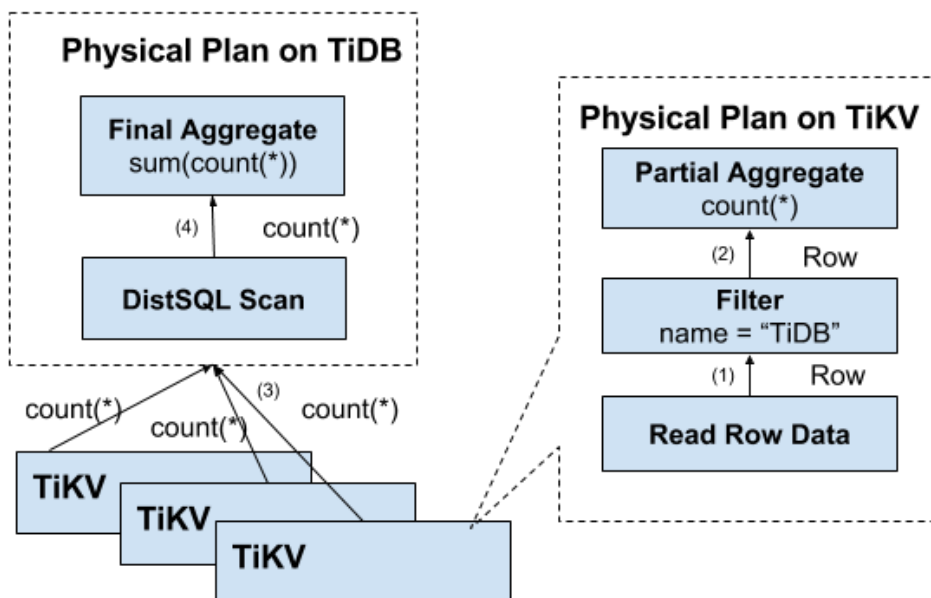 Physical Plan on TiDB
Final Aggregate
sum(count(*))
(4)
count(*)
DistSQL Scan
(3)
count(*)
count(*)
count(*)
TiKV
TiKV
TiKV
Physical Plan on TiKV
Partial Aggregate
count(*)
(2)
Row
Filter
name = “TiDB”
(1)
Row
Read Row Data